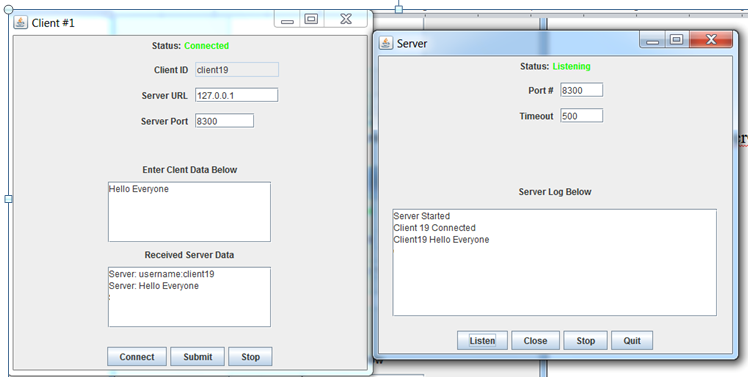 Client #1
Status: Connected
Client ID client19
Server URL 127.0.0.1
Server Port 8300
Enter Clent Data Below
Hello Everyone
Received Server Data
Server: username:client19
Server: Hello Everyone
:
Connect Submit Stop
Server
Status: Listening
Port # 8300
Timeout 500
Server Log Below
Server Started
Client 19 Connected
Client19 Hello Everyone
Listen Close Stop Quit